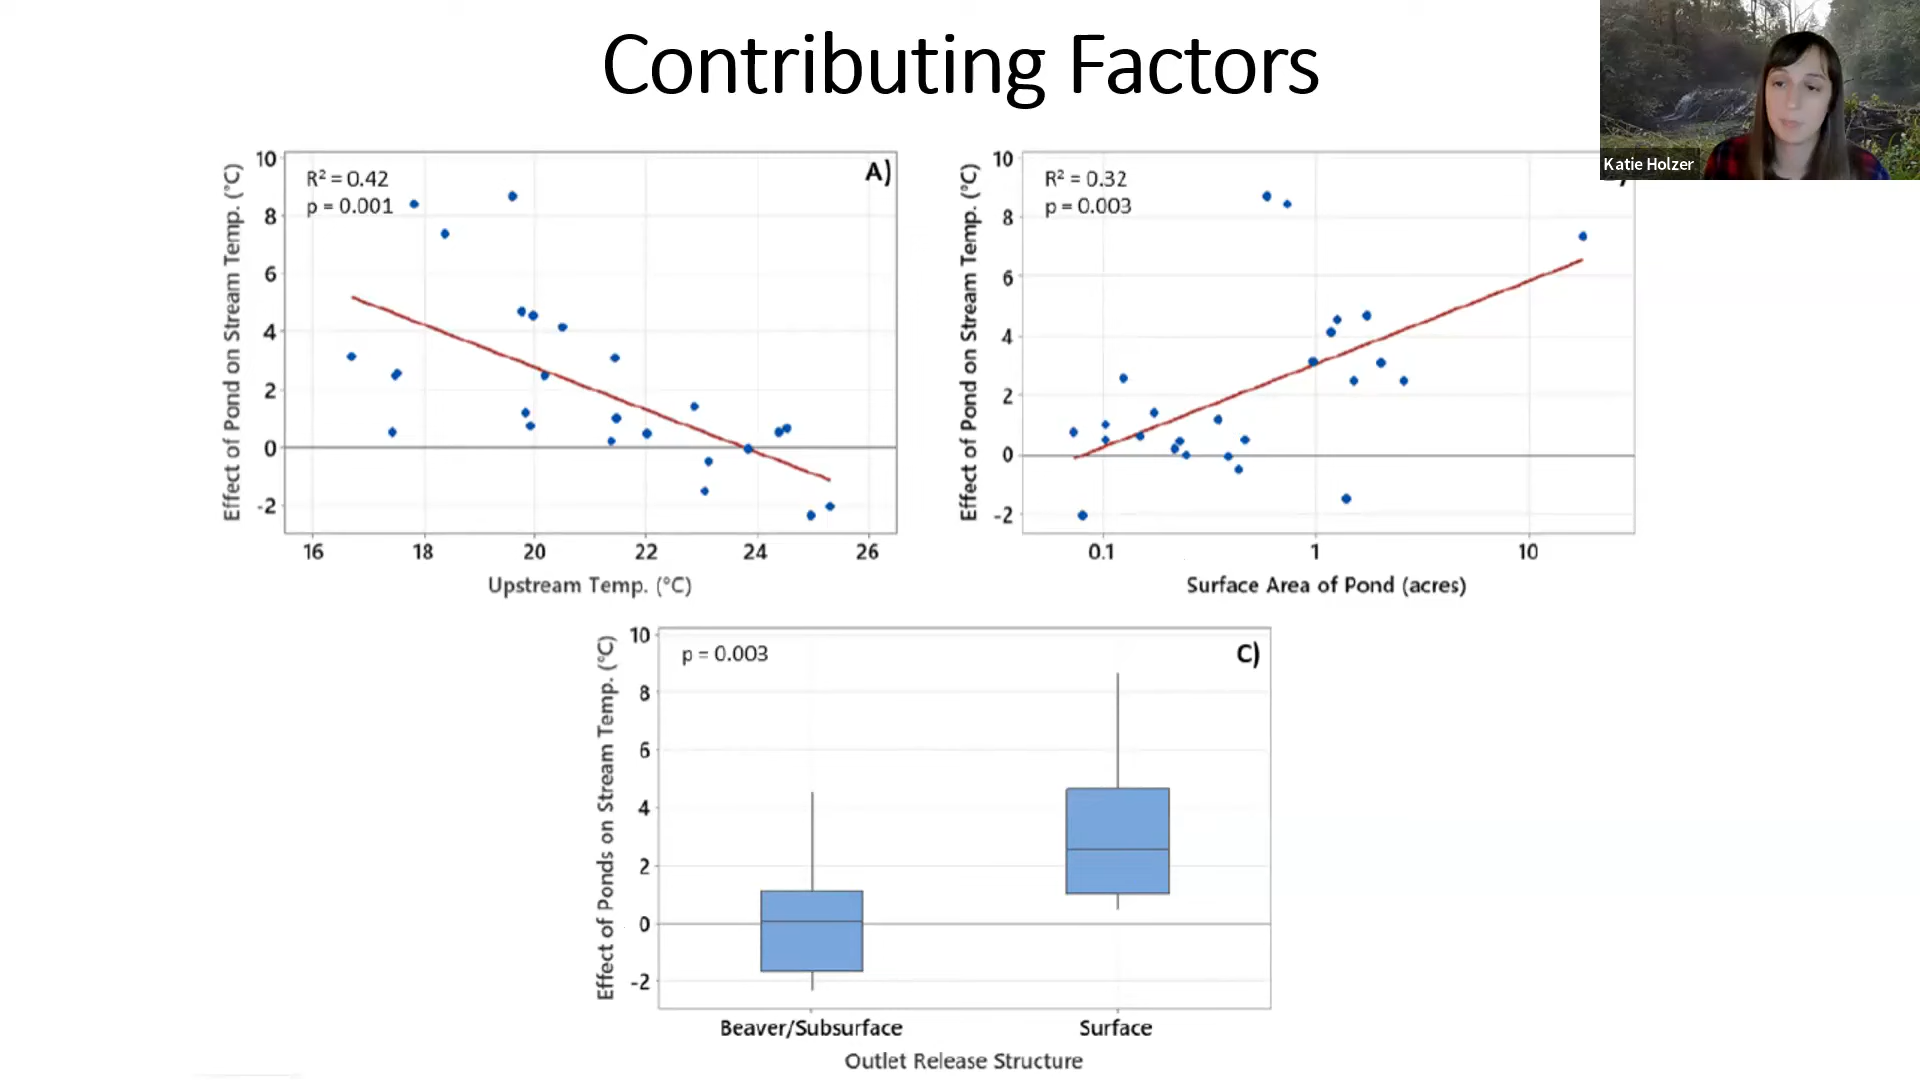 Contributing Factors
Katie Holzer
R² = 0.42
p = 0.001
A)
10
8
6
4
2
0
-2
16 18 20 22 24 26
Effect of Pond on Stream Temp. (°C)
Upstream Temp. (°C)
R² = 0.32
p = 0.003
10
8
6
4
2
0
-2
0.1 1 10
Effect of Pond on Stream Temp. (°C)
Surface Area of Pond (acres)
p = 0.003
C)
10
8
6
4
2
0
-2
Effect of Ponds on Stream Temp. (°C)
Beaver/Subsurface Surface
Outlet Release Structure